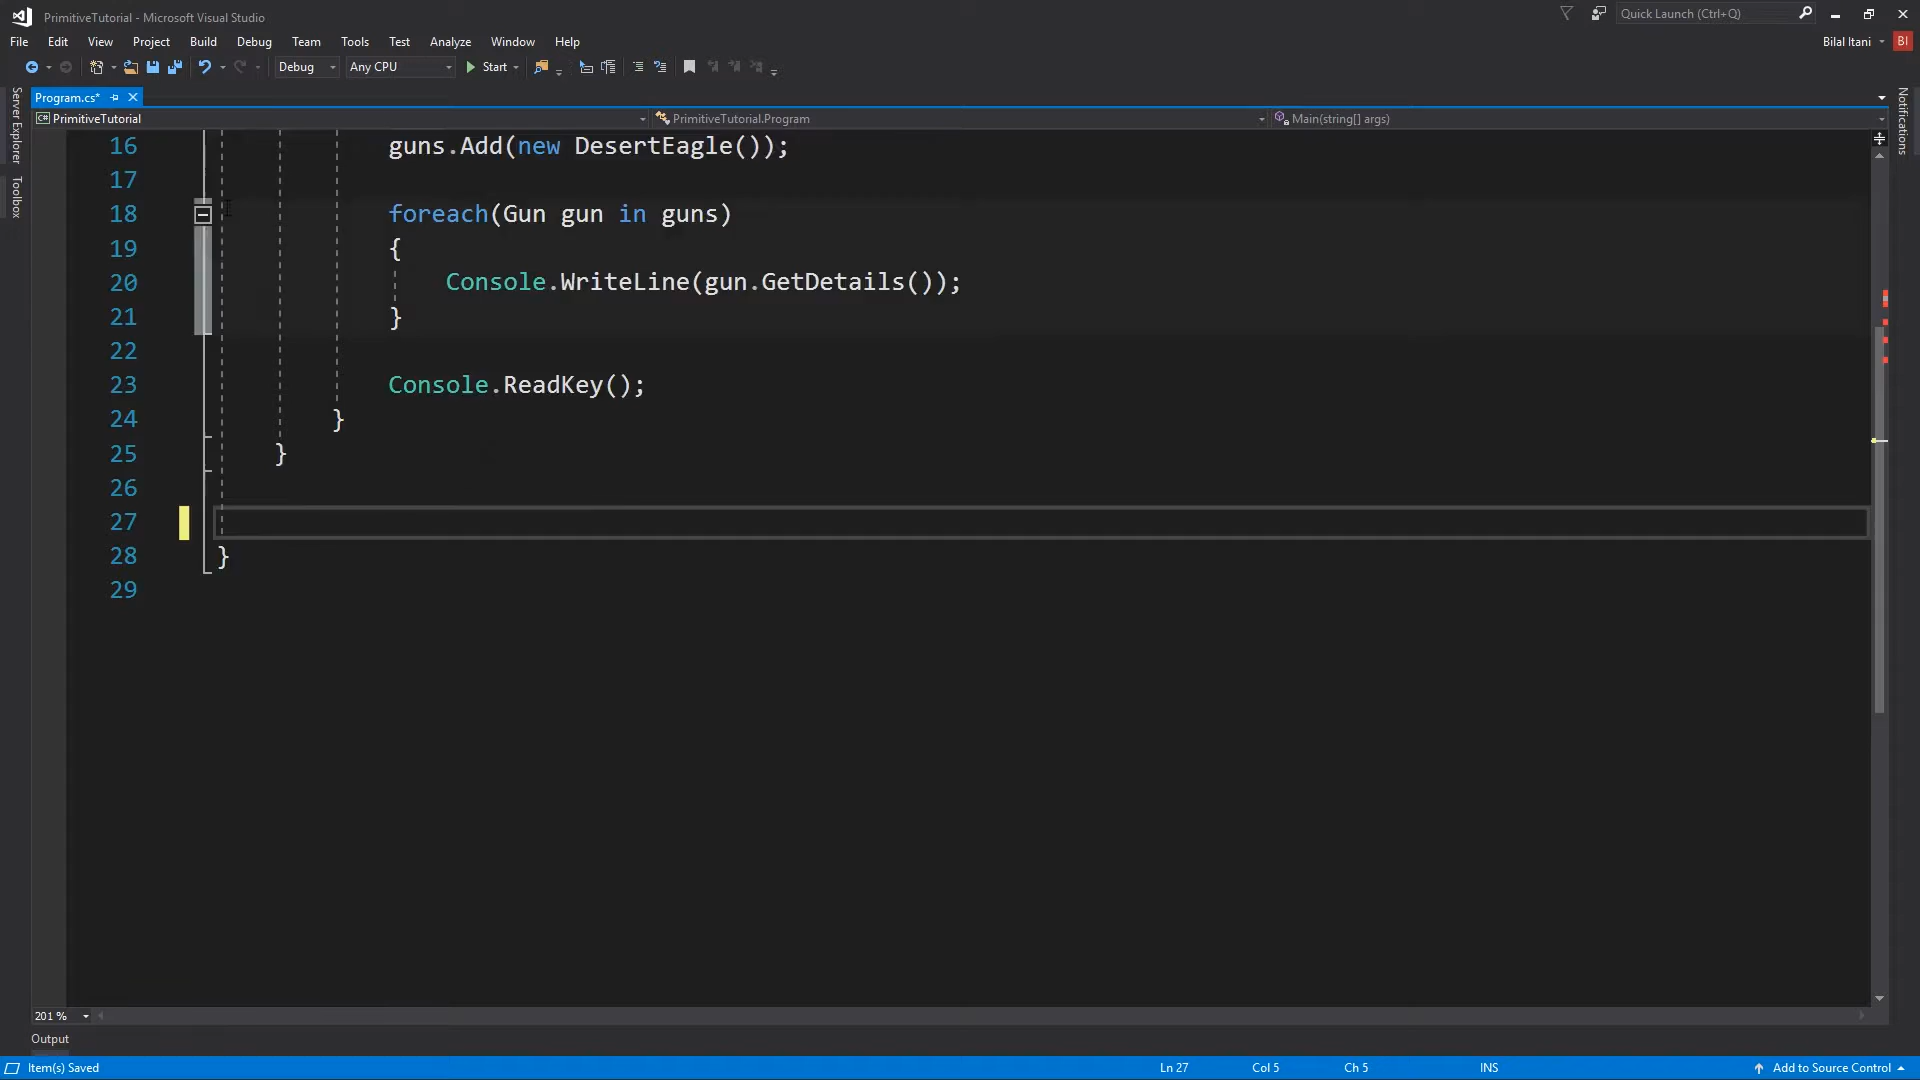 PrimitiveTutorial - Microsoft Visual Studio
Quick Launch (Ctrl+Q)
File Edit View Project Build Debug Team Tools Test Analyze Window Help
Bilal Itani BI
Debug Any CPU Start
Server Explorer
Toolbox
Notifications
Program.cs*
C# PrimitiveTutorial PrimitiveTutorial.Program Main(string[] args)
16 guns.Add(new DesertEagle());
17
18 foreach(Gun gun in guns)
19 {
20 Console.WriteLine(gun.GetDetails());
21 }
22
23 Console.ReadKey();
24 }
25 }
26
27
28 }
29
201 %
Output
Item(s) Saved Ln 27 Col 5 Ch 5 INS Add to Source Control